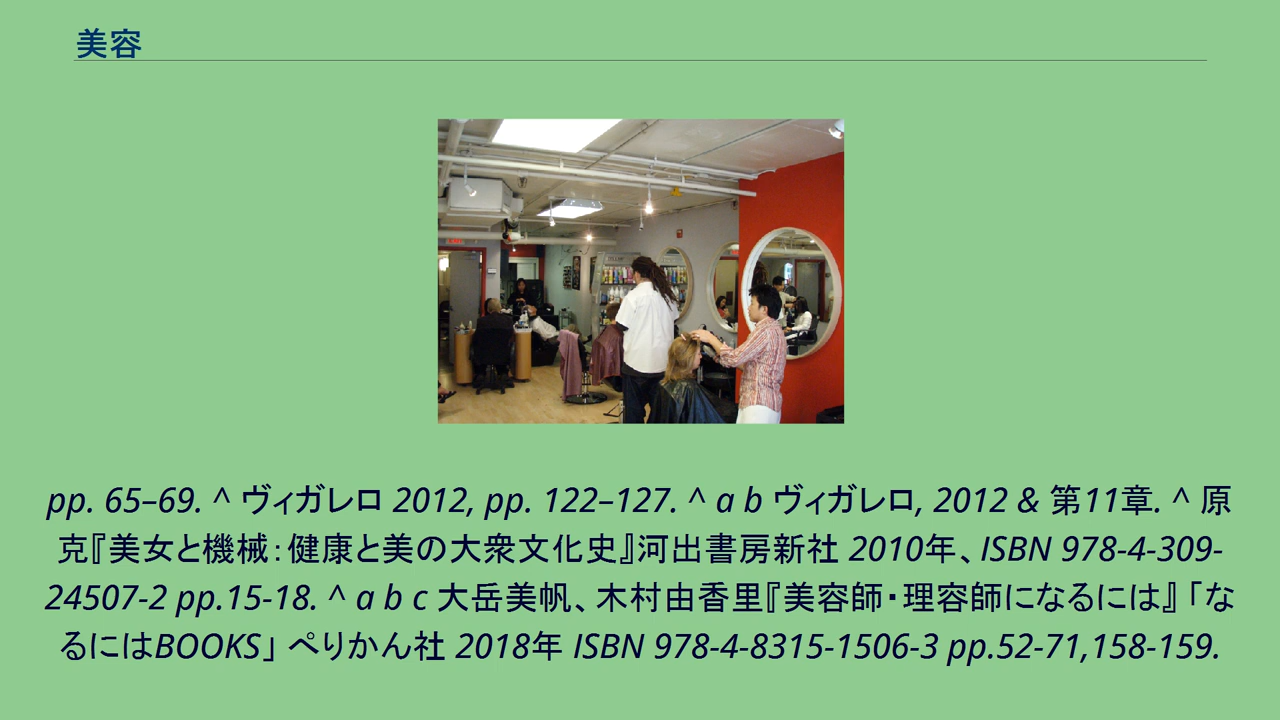 美容
pp. 65–69. ^ ヴィガレロ 2012, pp. 122–127. ^ a b ヴィガレロ, 2012 & 第11章. ^ 原
克『美女と機械：健康と美の大衆文化史』河出書房新社 2010年、ISBN 978-4-309-
24507-2 pp.15-18. ^ a b c 大岳美帆、木村由香里『美容師・理容師になるには』「な
るにはBOOKS」 ぺりかん社 2018年 ISBN 978-4-8315-1506-3 pp.52-71,158-159.